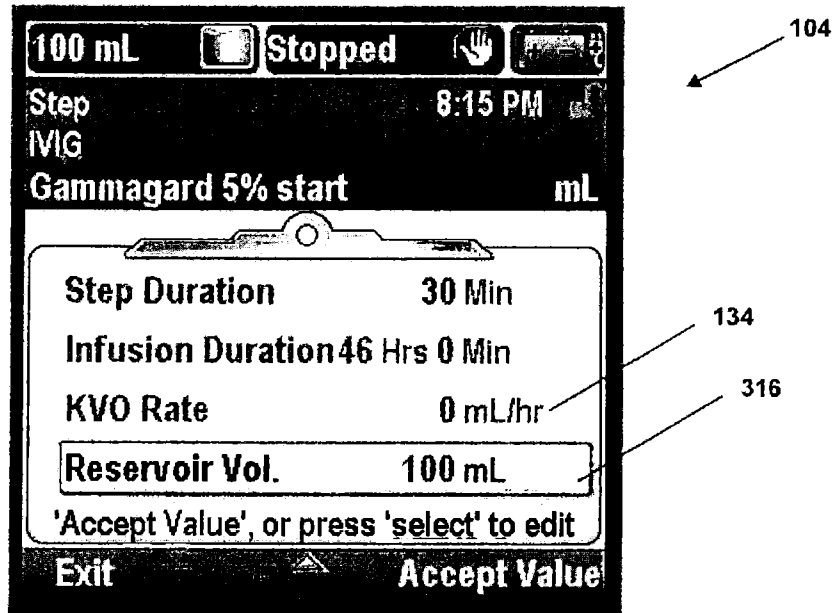 100 mL Stopped
104
Step 8:15 PM
IVIG
Gammagard 5% start mL
Step Duration 30 Min
Infusion Duration 46 Hrs 0 Min
134
KVO Rate 0 mL/hr
316
Reservoir Vol. 100 mL
'Accept Value', or press 'select' to edit
Exit Accept Value